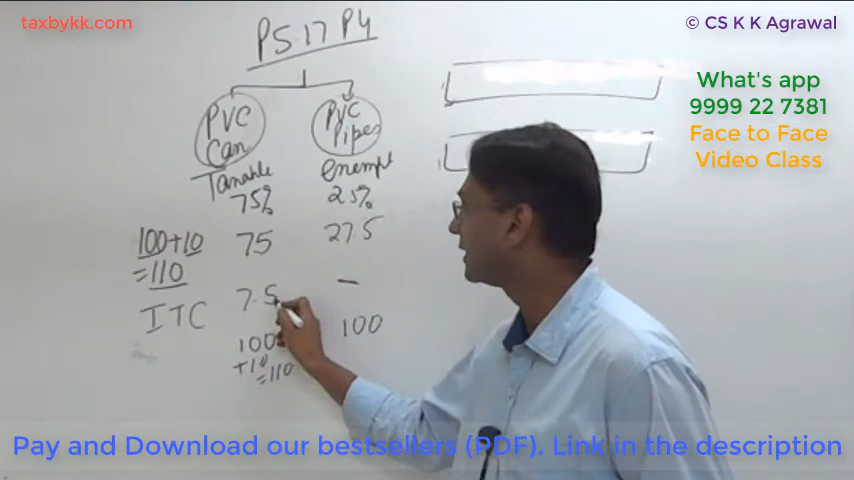 taxbykk.com
© CS K K Agrawal
P5.17 P4
What's app
9999 22 7381
Face to Face
Video Class
PVC
Can
PVC
Pipes
Taxable
Exempt
75%
25%
100+10
=110
75
27.5
ITC
7.5
—
100
+10
=110
100
Pay and Download our bestsellers (PDF). Link in the description